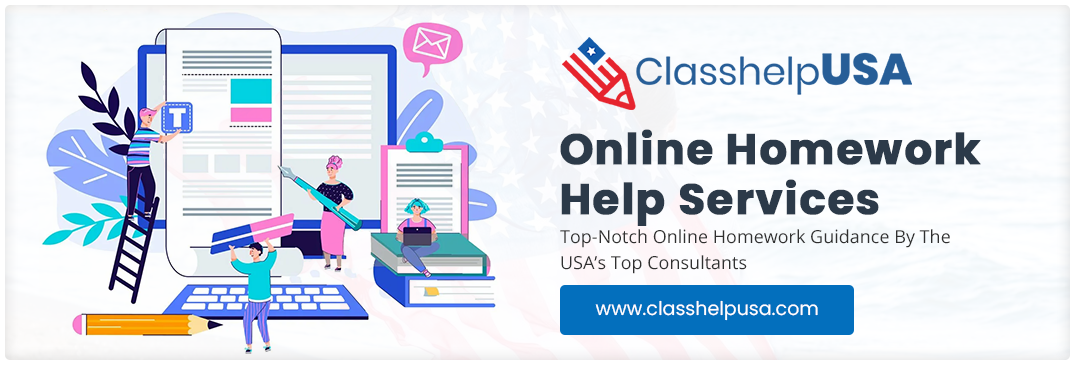 T
ClasshelpUSA
Online Homework
Help Services
Top-Notch Online Homework Guidance By The
USA's Top Consultants
www.classhelpusa.com